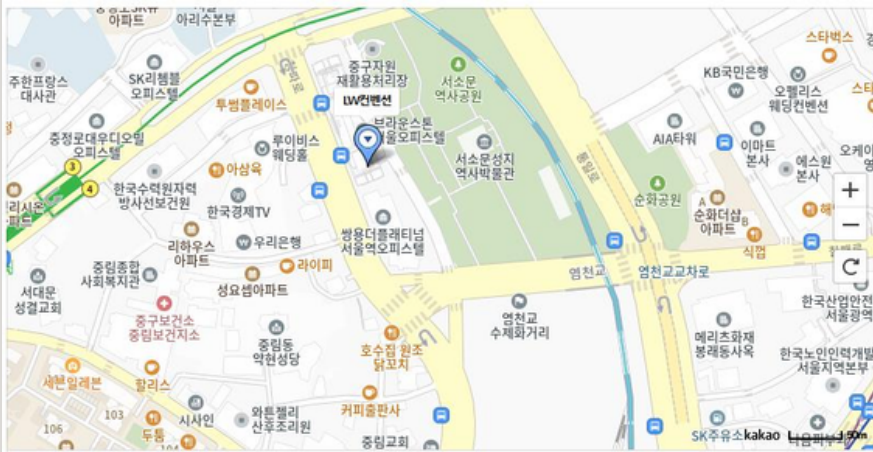 아파트
아리수본부
주한프랑스
대사관
SK리쳄블
오피스텔
투썸플레이스
중구자원
재활용처리장
LW컨벤션
브라운스톤
서울오피스텔
서소문
역사공원
스타벅스
KB국민은행
오펠리스
웨딩컨벤션
충정로대우디오빌
오피스텔
루이비스
웨딩홀
AIA타워
이마트
본사
에스원
본사
3
4
아삼육
서소문성지
역사박물관
통일로
한국수력원자력
방사선보건원
한국경제TV
순화공원
A
순화더샵
아파트
B
식껍
리하우스
아파트
우리은행
쌍용더플래티넘
서울역오피스텔
라이피
중림종합
사회복지관
성요셉아파트
염천교
염천교교차로
서대문
성결교회
중구보건소
중림보건지소
중림동
약현성당
염천교
수제화거리
호수집 원조
닭꼬치
메리츠화재
봉래동사옥
한국산업안전
서울광역
한국노인인력개발
서울지역본부
세븐일레븐
할리스
커피출판사
시사인
와튼젤리
산후조리원
103
106
두툼
중림교회
SK주유소
kakao
50m